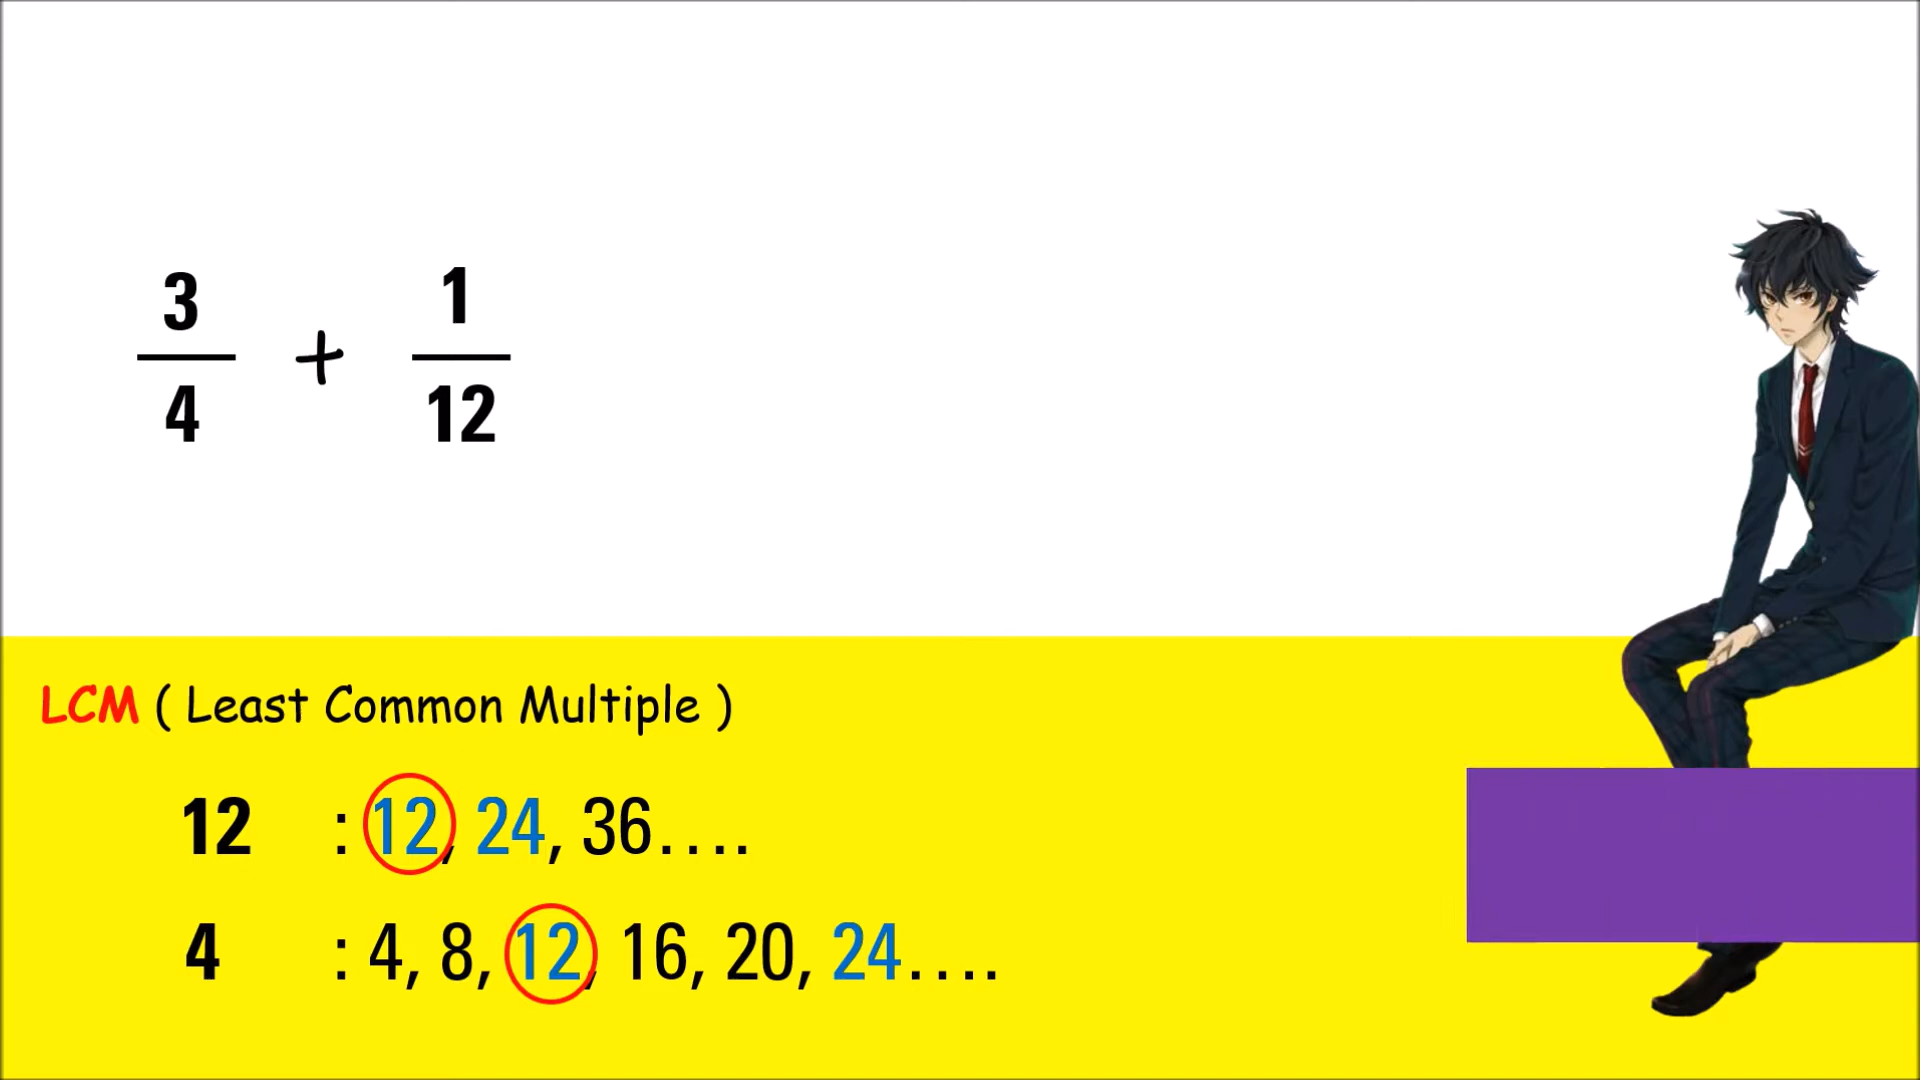 3/4 + 1/12
LCM ( Least Common Multiple )
12 : 12, 24, 36....
4 : 4, 8, 12, 16, 20, 24....